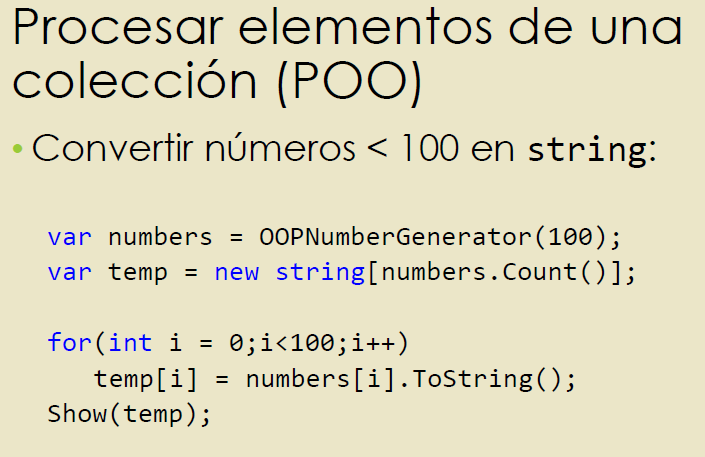 Procesar elementos de una
colección (POO)
• Convertir números < 100 en string:
var numbers = OOPNumberGenerator(100);
var temp = new string[numbers.Count()];
for(int i = 0;i<100;i++)
temp[i] = numbers[i].ToString();
Show(temp);